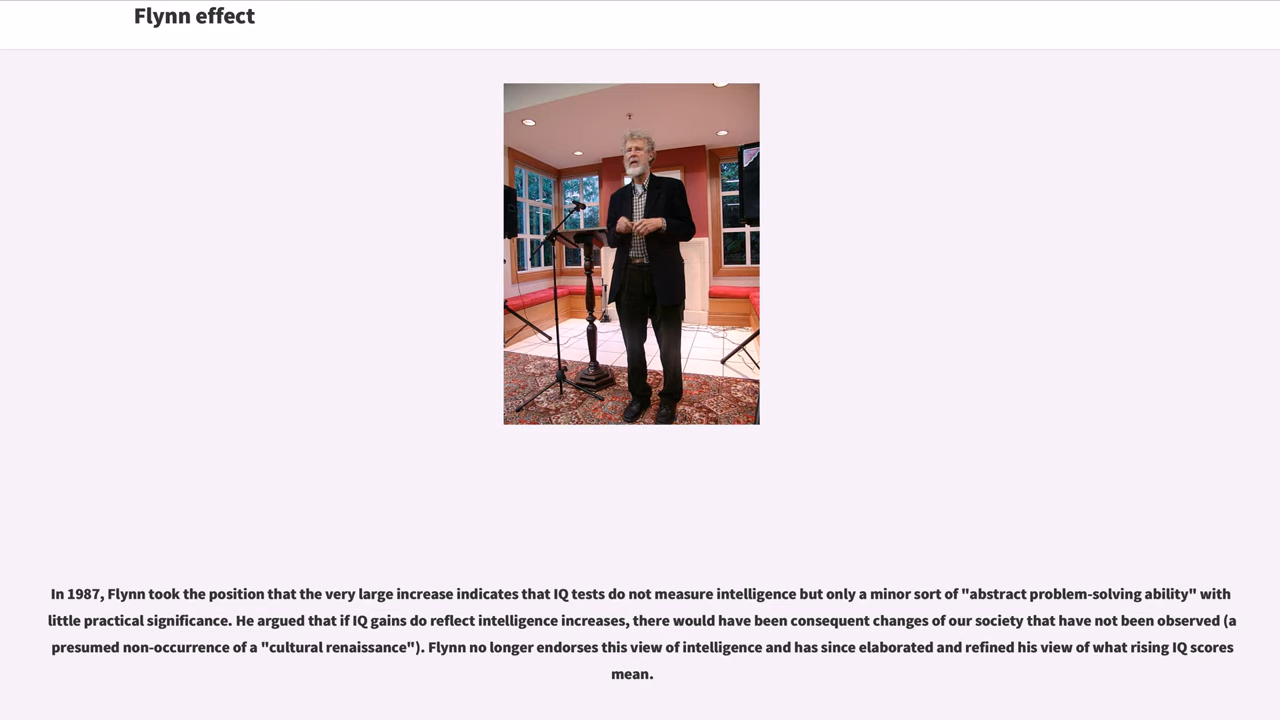 Flynn effect
In 1987, Flynn took the position that the very large increase indicates that IQ tests do not measure intelligence but only a minor sort of "abstract problem-solving ability" with
little practical significance. He argued that if IQ gains do reflect intelligence increases, there would have been consequent changes of our society that have not been observed (a
presumed non-occurrence of a "cultural renaissance"). Flynn no longer endorses this view of intelligence and has since elaborated and refined his view of what rising IQ scores
mean.